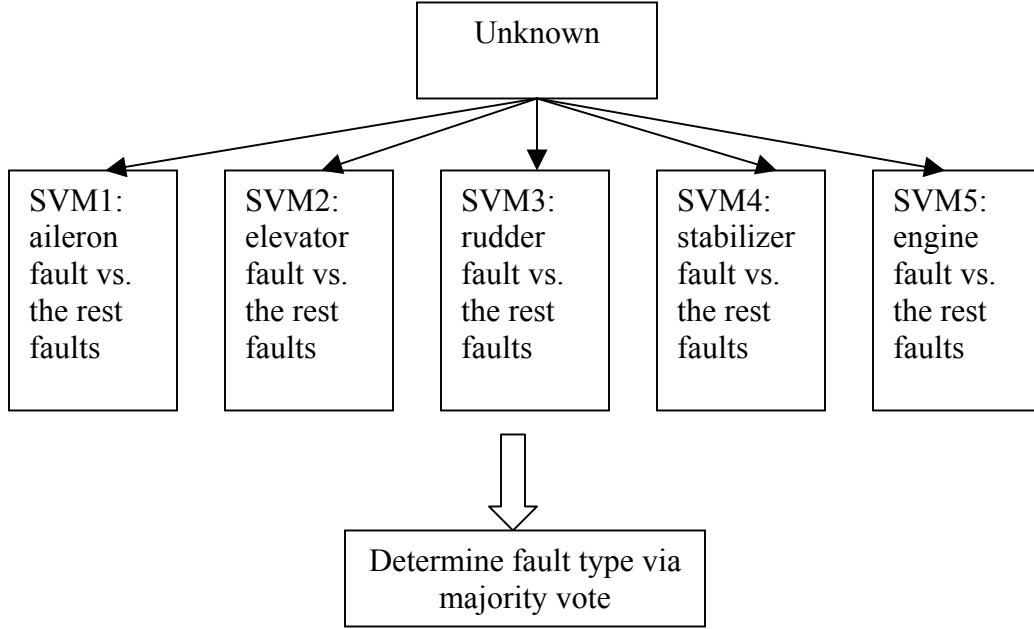 Unknown
SVM1:
aileron
fault vs.
the rest
faults
SVM2:
elevator
fault vs.
the rest
faults
SVM3:
rudder
fault vs.
the rest
faults
SVM4:
stabilizer
fault vs.
the rest
faults
SVM5:
engine
fault vs.
the rest
faults
Determine fault type via
majority vote